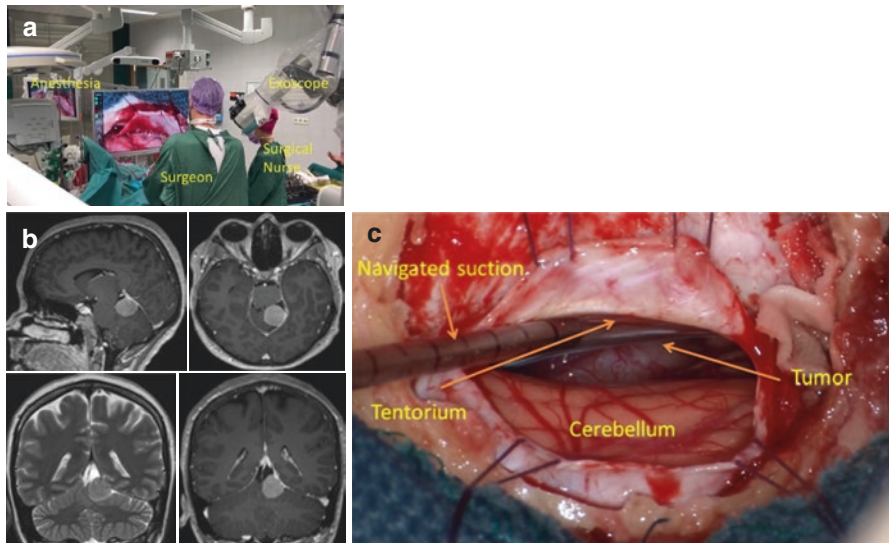 a
Anesthesia
Exoscope
Surgical
Nurse
Surgeon
b
c
Navigated suction
Tumor
Tentorium
Cerebellum